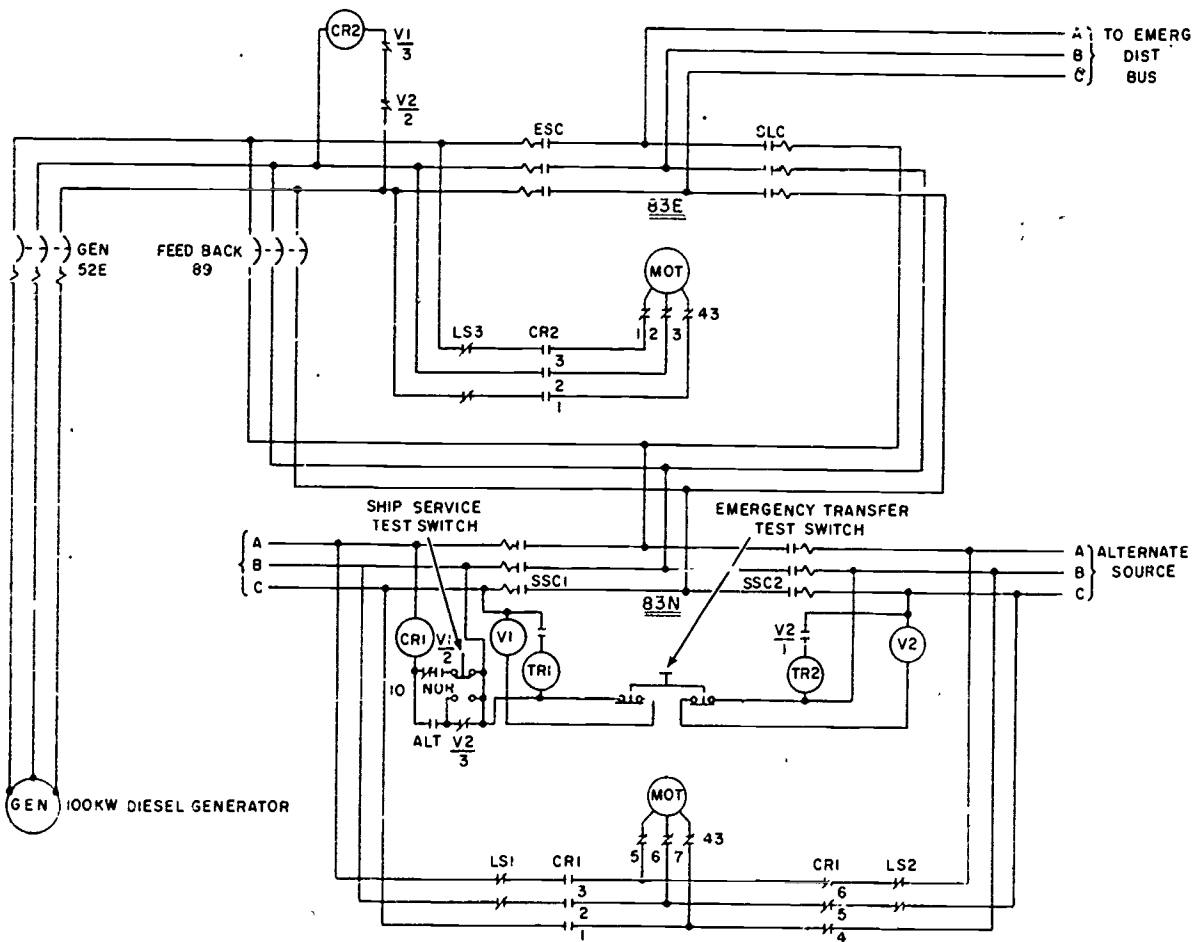 CR2
V1
3
V2
2
A
B
C
TO EMERG
DIST
BUS
ESC
SLC
83E
GEN
52E
FEED BACK
89
MOT
1 2 3 43
LS3
CR2
3
2
1
SHIP SERVICE
TEST SWITCH
EMERGENCY TRANSFER
TEST SWITCH
A
B
C
SSC1
83N
SSC2
A
B
C
ALTERNATE
SOURCE
CR1
V1
2
V1
TR1
V2
1
TR2
V2
10
NOR
ALT
V2
3
GEN
100KW DIESEL GENERATOR
MOT
5 6 7 43
LS1
CR1
3
2
1
CR1
LS2
6
5
4